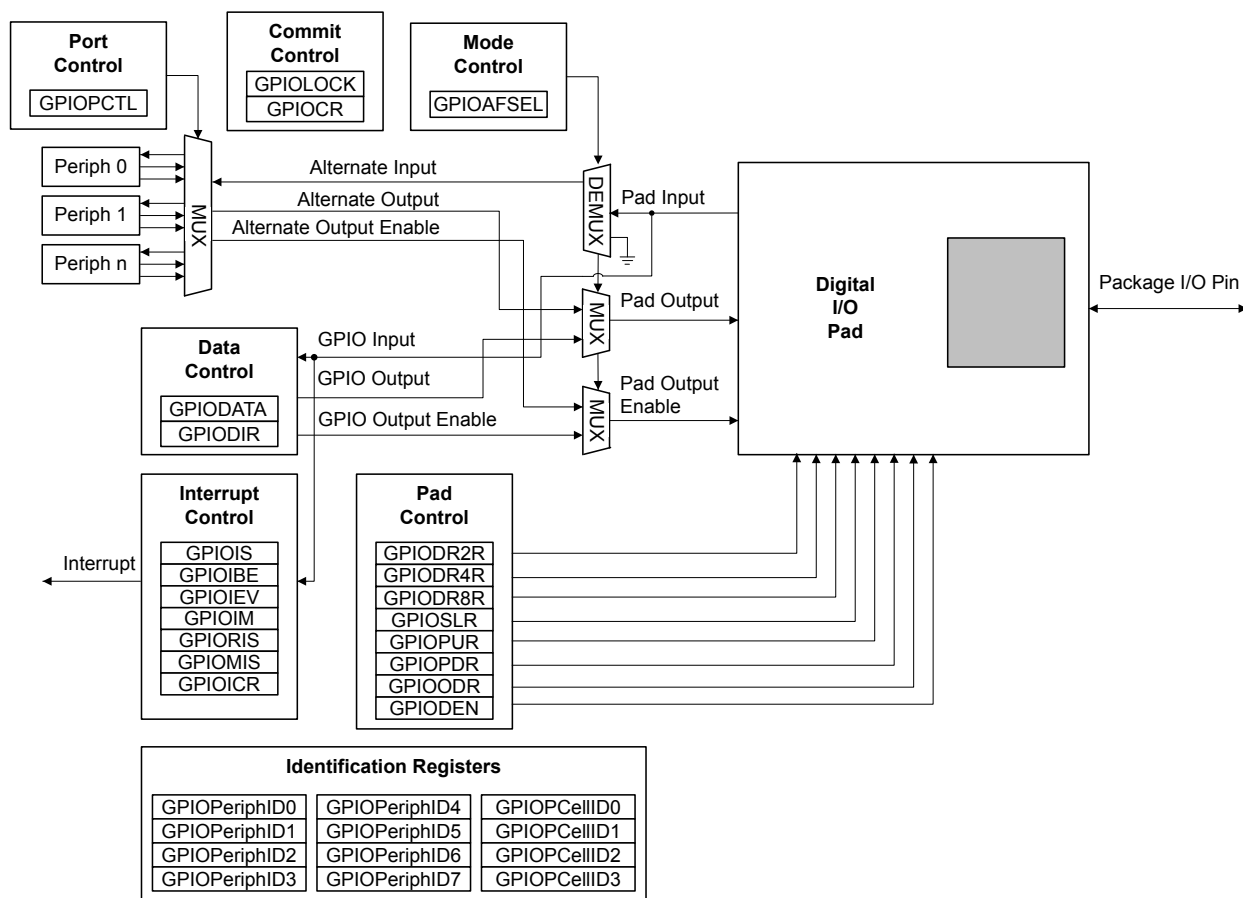 Port
Control
GPIOPCTL
Commit
Control
GPIOLOCK
GPIOCR
Mode
Control
GPIOAFSEL
Periph 0
Periph 1
Periph n
MUX
Alternate Input
Alternate Output
Alternate Output Enable
DEMUX
Pad Input
MUX
Pad Output
MUX
Pad Output
Enable
Digital
I/O
Pad
Package I/O Pin
Data
Control
GPIODATA
GPIODIR
GPIO Input
GPIO Output
GPIO Output Enable
Interrupt
Control
GPIOIS
GPIOIBE
GPIOIEV
GPIOIM
GPIORIS
GPIOMIS
GPIOICR
Interrupt
Pad
Control
GPIODR2R
GPIODR4R
GPIODR8R
GPIOSLR
GPIOPUR
GPIOPDR
GPIOODR
GPIODEN
Identification Registers
GPIOPeriphID0
GPIOPeriphID1
GPIOPeriphID2
GPIOPeriphID3
GPIOPeriphID4
GPIOPeriphID5
GPIOPeriphID6
GPIOPeriphID7
GPIOPCellID0
GPIOPCellID1
GPIOPCellID2
GPIOPCellID3